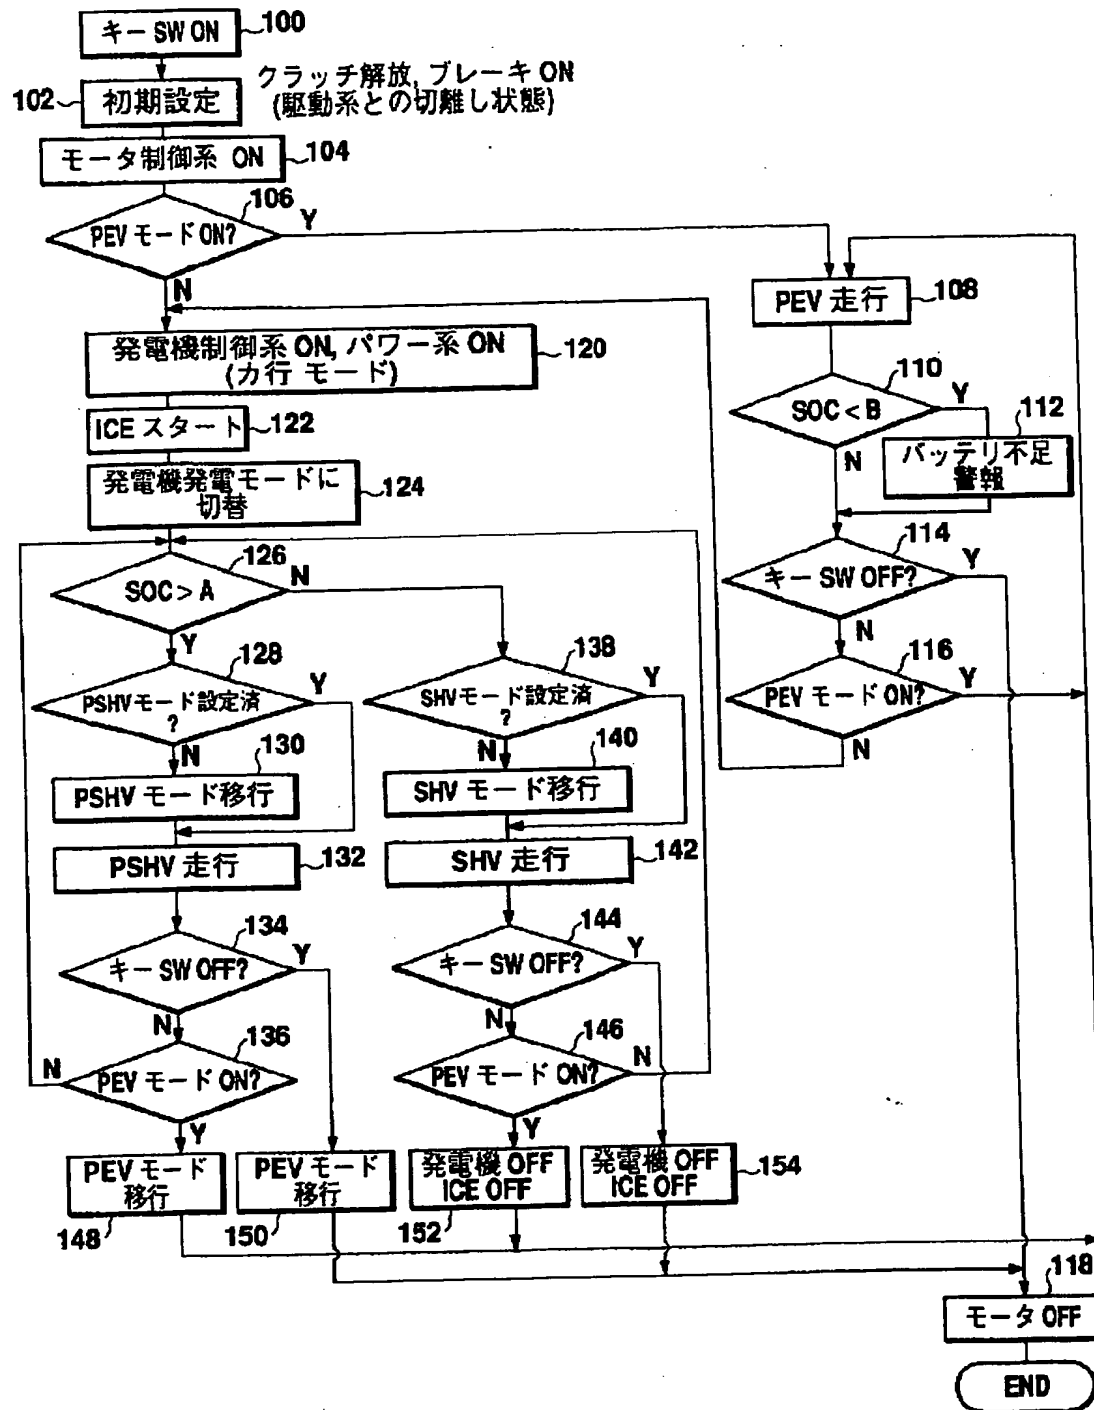 キー SW ON
100
クラッチ解放, ブレーキ ON
(駆動系との切離し状態)
102
初期設定
モータ制御系 ON
104
106
PEV モード ON?
Y
N
PEV 走行
108
発電機制御系 ON, パワー系 ON
(カ行 モード)
120
110
SOC < B
Y
N
112
バッテリ不足
警報
ICE スタート
122
発電機発電モードに
切替
124
114
キー SW OFF?
Y
N
126
SOC > A
N
Y
116
PEV モード ON?
Y
N
128
PSHV モード設定済
?
Y
N
138
SHV モード設定済
?
Y
N
130
PSHV モード移行
140
SHV モード移行
PSHV 走行
132
SHV 走行
142
134
キー SW OFF?
Y
N
144
キー SW OFF?
Y
N
136
PEV モード ON?
N
Y
146
PEV モード ON?
N
Y
PEV モード
移行
148
PEV モード
移行
150
発電機 OFF
ICE OFF
152
発電機 OFF
ICE OFF
154
118
モータ OFF
END